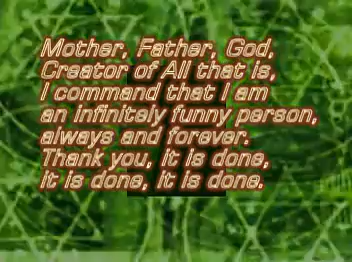 Mother, Father, God,
Creator of All that is,
I command that I am
an infinitely funny person,
always and forever.
Thank you, it is done,
it is done, it is done.